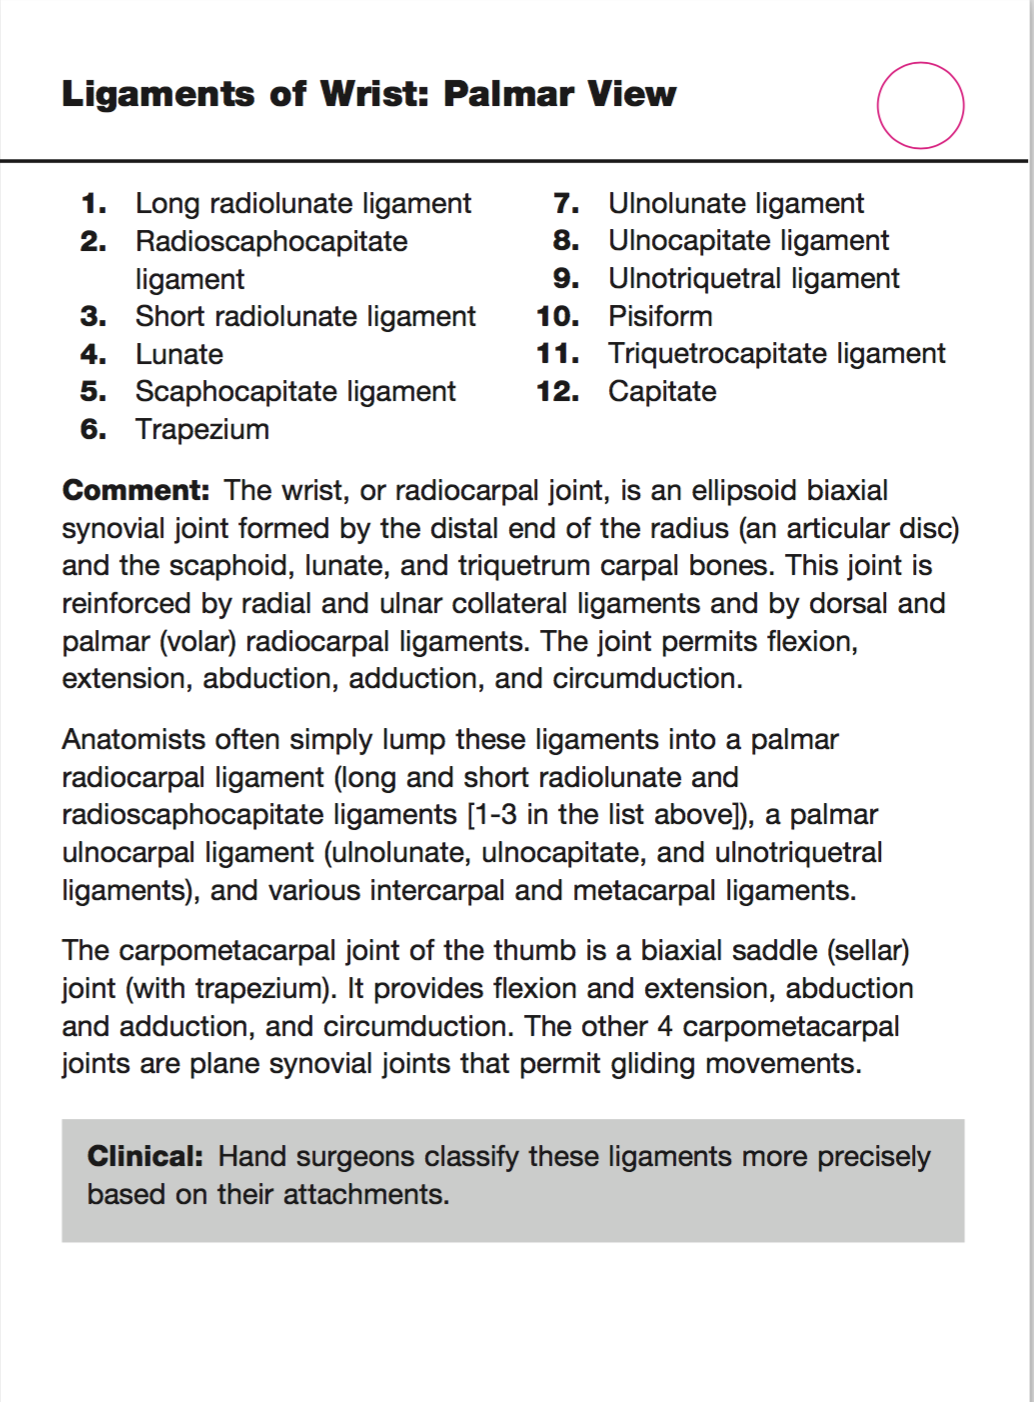 Ligaments of Wrist: Palmar View
1. Long radiolunate ligament
2. Radioscaphocapitate
ligament
3. Short radiolunate ligament
4. Lunate
5. Scaphocapitate ligament
6. Trapezium
7. Ulnolunate ligament
8. Ulnocapitate ligament
9. Ulnotriquetral ligament
10. Pisiform
11. Triquetrocapitate ligament
12. Capitate
Comment: The wrist, or radiocarpal joint, is an ellipsoid biaxial
synovial joint formed by the distal end of the radius (an articular disc)
and the scaphoid, lunate, and triquetrum carpal bones. This joint is
reinforced by radial and ulnar collateral ligaments and by dorsal and
palmar (volar) radiocarpal ligaments. The joint permits flexion,
extension, abduction, adduction, and circumduction.
Anatomists often simply lump these ligaments into a palmar
radiocarpal ligament (long and short radiolunate and
radioscaphocapitate ligaments [1-3 in the list above]), a palmar
ulnocarpal ligament (ulnolunate, ulnocapitate, and ulnotriquetral
ligaments), and various intercarpal and metacarpal ligaments.
The carpometacarpal joint of the thumb is a biaxial saddle (sellar)
joint (with trapezium). It provides flexion and extension, abduction
and adduction, and circumduction. The other 4 carpometacarpal
joints are plane synovial joints that permit gliding movements.
Clinical: Hand surgeons classify these ligaments more precisely
based on their attachments.